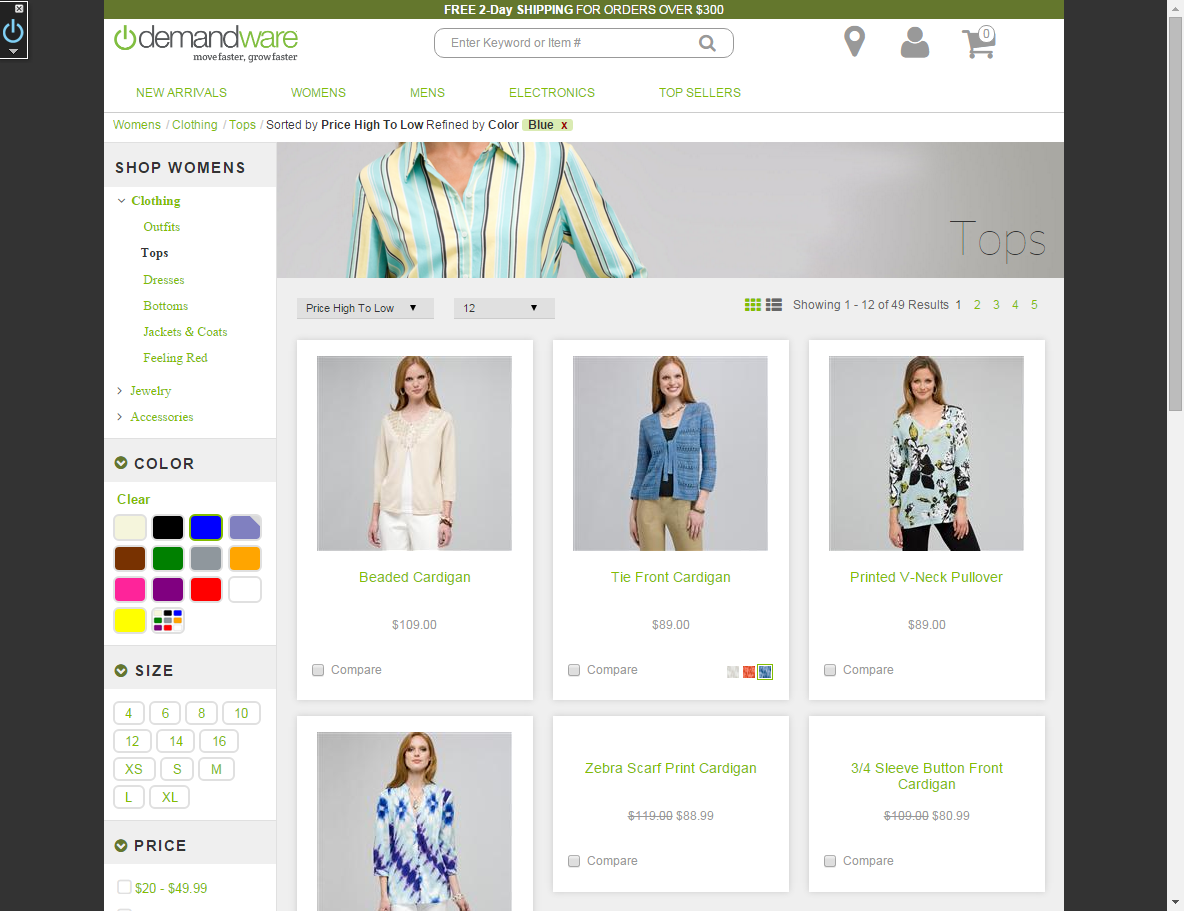 FREE 2-Day SHIPPING FOR ORDERS OVER $300
demandware
move faster, grow faster
Enter Keyword or Item #
0
NEW ARRIVALS WOMENS MENS ELECTRONICS TOP SELLERS
Womens / Clothing / Tops / Sorted by Price High To Low Refined by Color Blue x
SHOP WOMENS
Clothing
Outfits
Tops
Dresses
Bottoms
Jackets & Coats
Feeling Red
Jewelry
Accessories
COLOR
Clear
SIZE
4 6 8 10
12 14 16
XS S M
L XL
PRICE
$20 - $49.99
Tops
Price High To Low 12 Showing 1 - 12 of 49 Results 1 2 3 4 5
Beaded Cardigan
$109.00
Compare
Tie Front Cardigan
$89.00
Compare
Printed V-Neck Pullover
$89.00
Compare
Zebra Scarf Print Cardigan
$119.00 $88.99
Compare
3/4 Sleeve Button Front
Cardigan
$109.00 $80.99
Compare